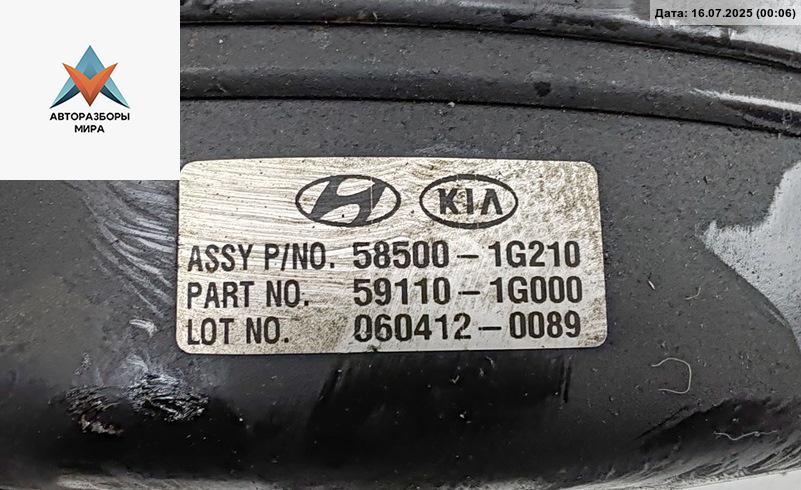 Дата: 16.07.2025 (00:06)
АВТОРАЗБОРЫ
МИРА
KIA
ASSY P/NO. 58500-1G210
PART NO. 59110-1G000
LOT NO. 060412-0089